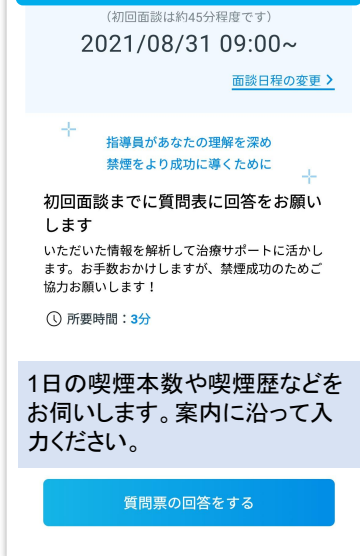 (初回面談は約45分程度です)
2021/08/31 09:00~
面談日程の変更
指導員があなたの理解を深め
禁煙をより成功に導くために
初回面談までに質問表に回答をお願い
します
いただいた情報を解析して治療サポートに活かし
ます。お手数おかけしますが、禁煙成功のためご
協力お願いします！
所要時間：3分
1日の喫煙本数や喫煙歴などを
お伺いします。案内に沿って入
力ください。
質問票の回答をする